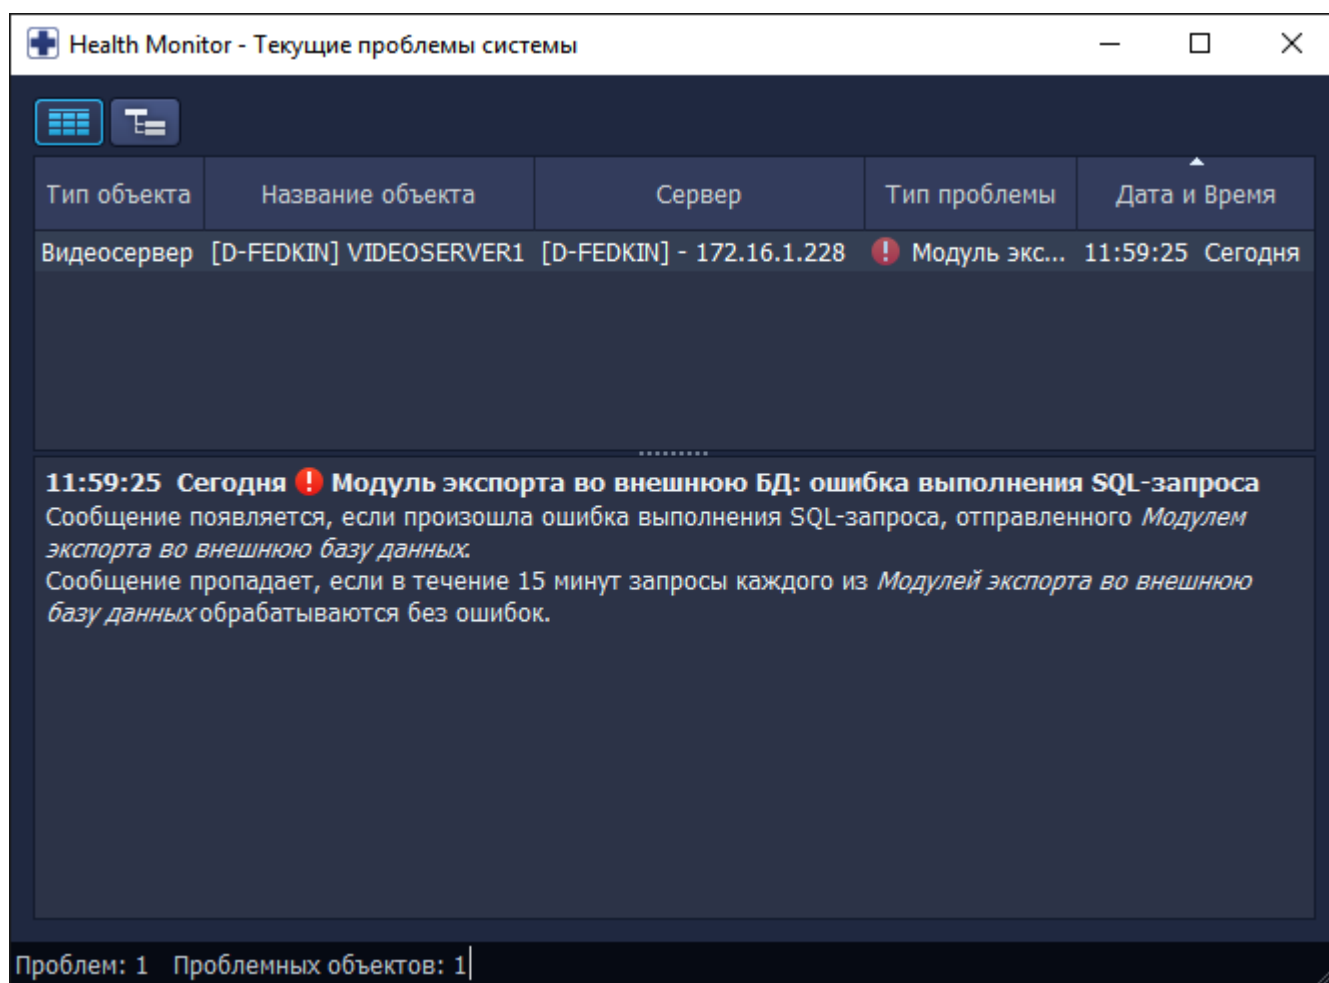 Health Monitor - Текущие проблемы системы
Тип объекта Название объекта Сервер Тип проблемы Дата и Время
Видеосервер [D-FEDKIN] VIDEOSERVER1 [D-FEDKIN] - 172.16.1.228 Модуль экс... 11:59:25 Сегодня
11:59:25 Сегодня Модуль экспорта во внешнюю БД: ошибка выполнения SQL-запроса
Сообщение появляется, если произошла ошибка выполнения SQL-запроса, отправленного Модулем
экспорта во внешнюю базу данных.
Сообщение пропадает, если в течение 15 минут запросы каждого из Модулей экспорта во внешнюю
базу данных обрабатываются без ошибок.
Проблем: 1 Проблемных объектов: 1